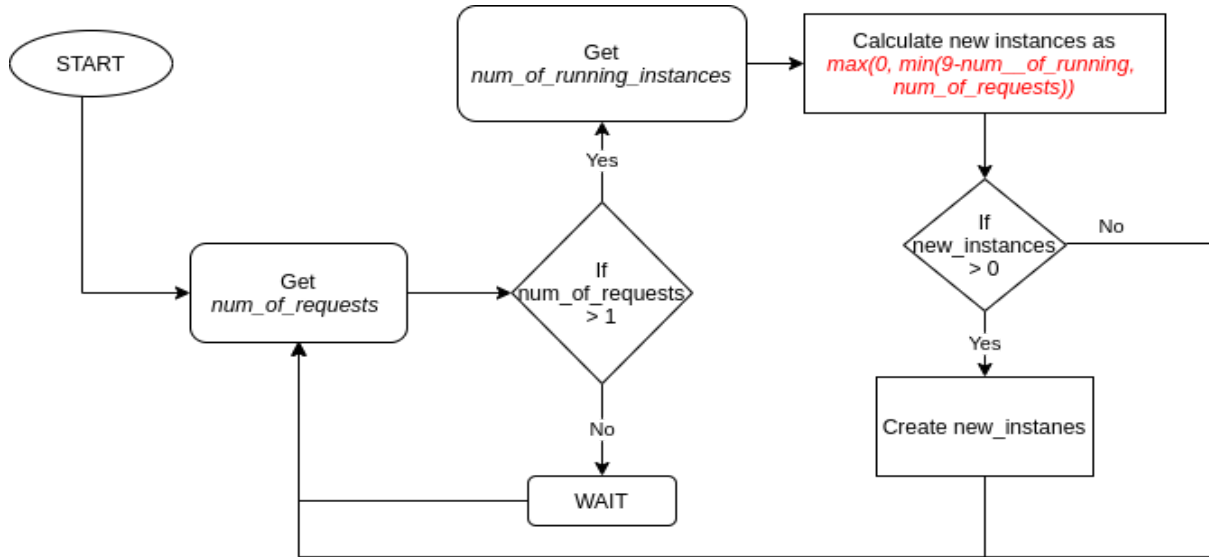 START
Get
num_of_requests
If
num_of_requests
> 1
Yes
No
WAIT
Get
num_of_running_instances
Calculate new instances as
max(0, min(9-num__of_running,
num_of_requests))
If
new_instances
> 0
No
Yes
Create new_instanes